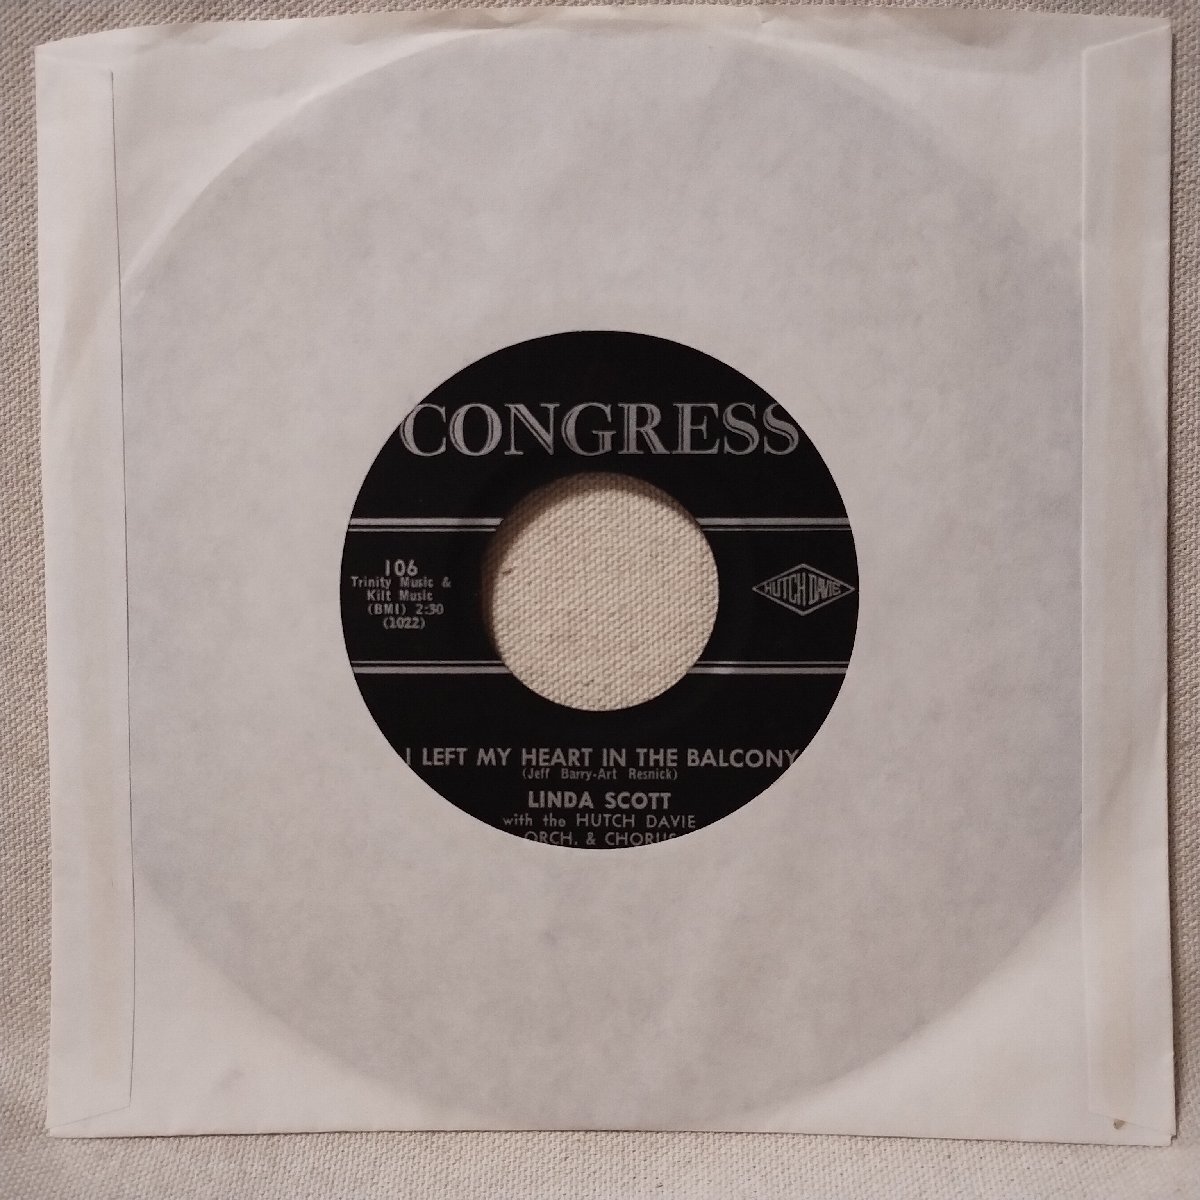 CONGRESS
106
Trinity Music &
Kilt Music
(BMI) 2:30
(1022)
HUTCH DAVIE
I LEFT MY HEART IN THE BALCONY
(Jeff Barry-Art Resnick)
LINDA SCOTT
with the HUTCH DAVIE
ORCH. & CHORUS